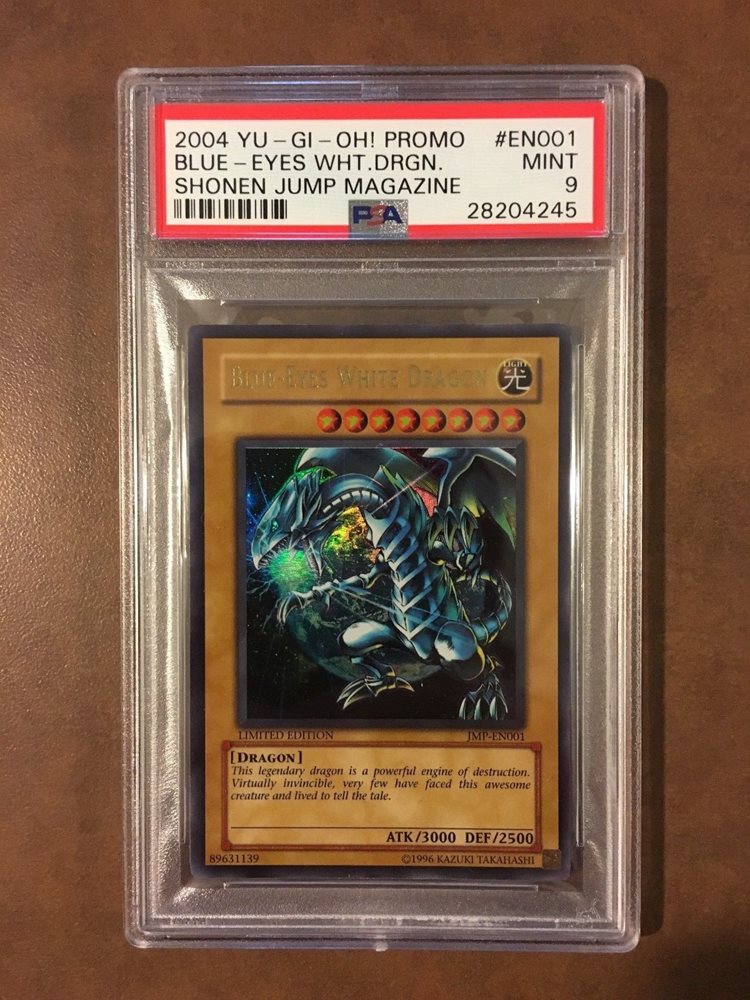 2004 YU-GI-OH! PROMO #EN001
BLUE-EYES WHT.DRGN. MINT
SHONEN JUMP MAGAZINE 9
PSA 28204245
BLUE-EYES WHITE DRAGON
LIGHT
光
LIMITED EDITION JMP-EN001
[DRAGON]
This legendary dragon is a powerful engine of destruction.
Virtually invincible, very few have faced this awesome
creature and lived to tell the tale.
ATK/3000 DEF/2500
89631139 ©1996 KAZUKI TAKAHASHI